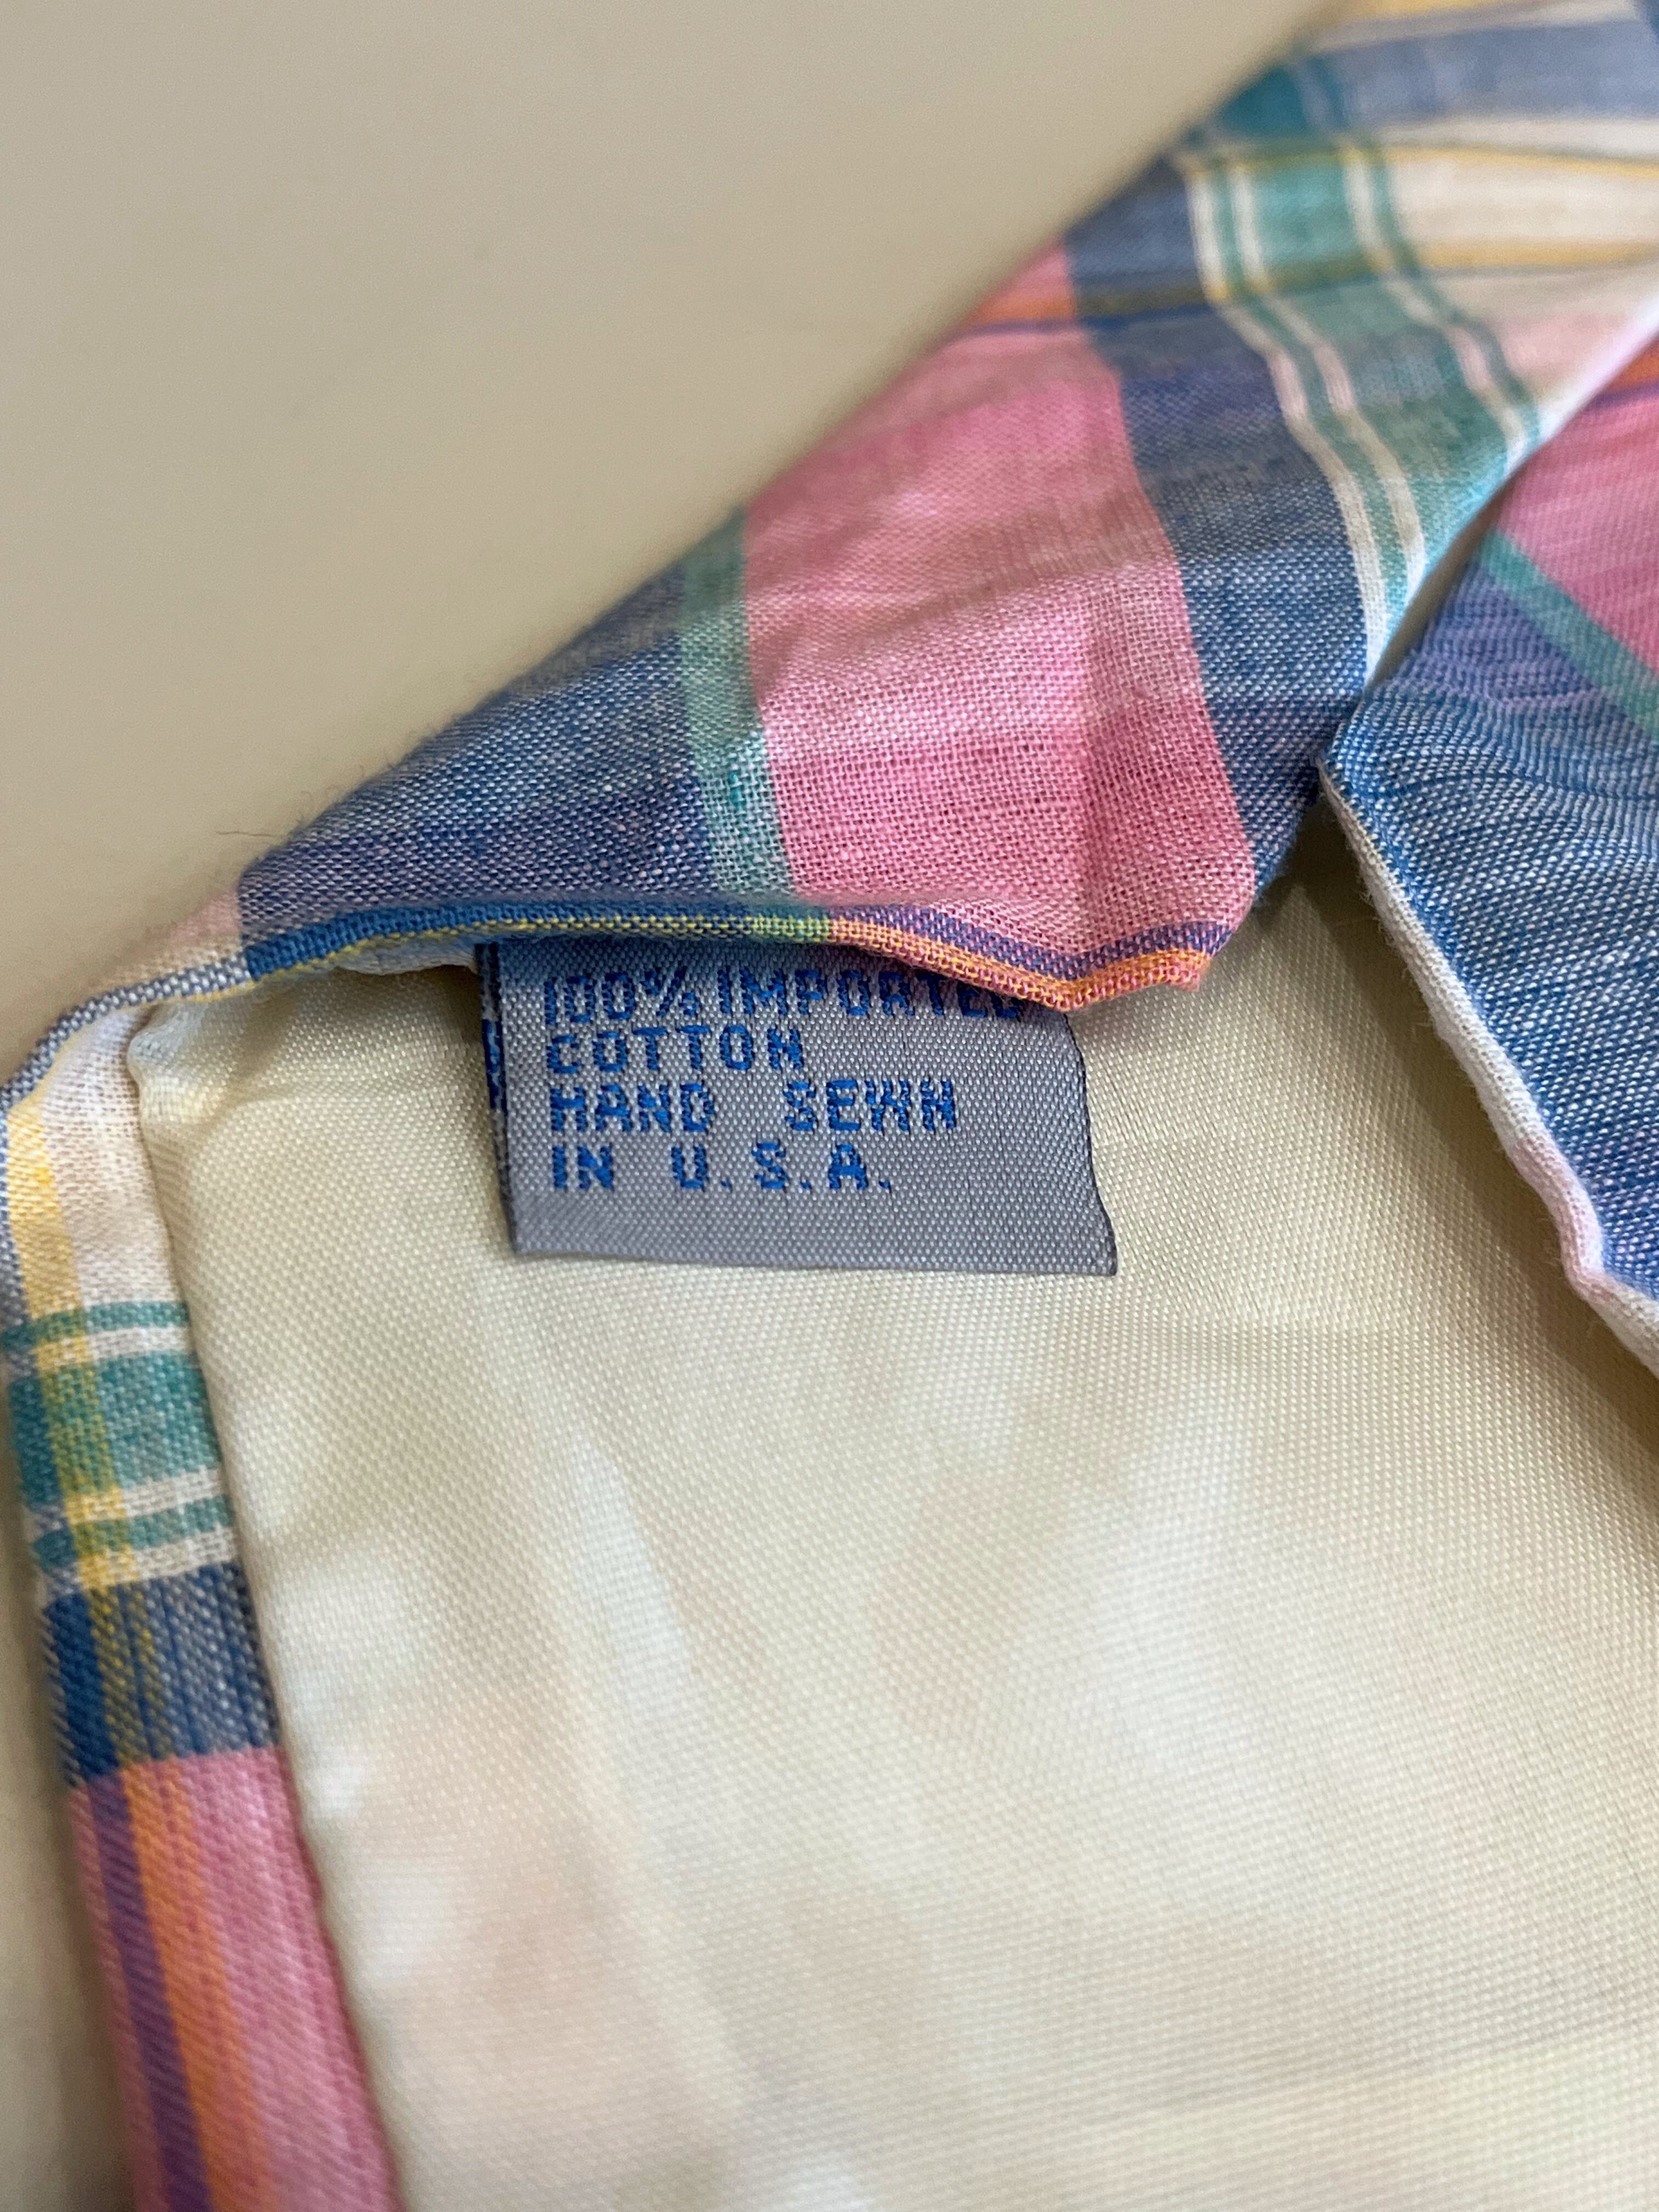 100% IMPORTED
COTTON
HAND SEWN
IN U.S.A.